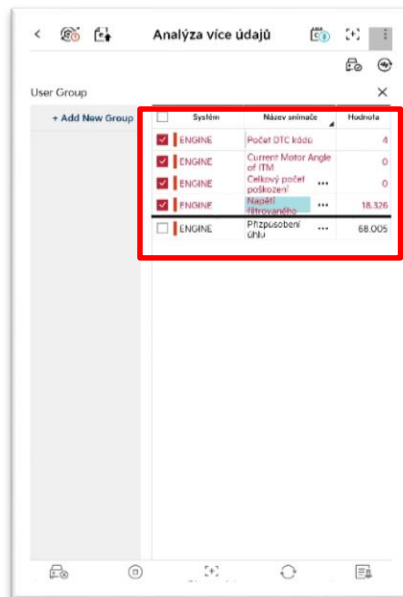 Analýza více údajů
User Group
+ Add New Group
Systém Název snímače Hodnota
ENGINE Počet DTC kódů 4
ENGINE Current Motor Angle of ITM 0
ENGINE Celkový počet poškození ... 0
ENGINE Napětí filtrovaného ... 18.326
ENGINE Přizpůsobení úhlu ... 68.005